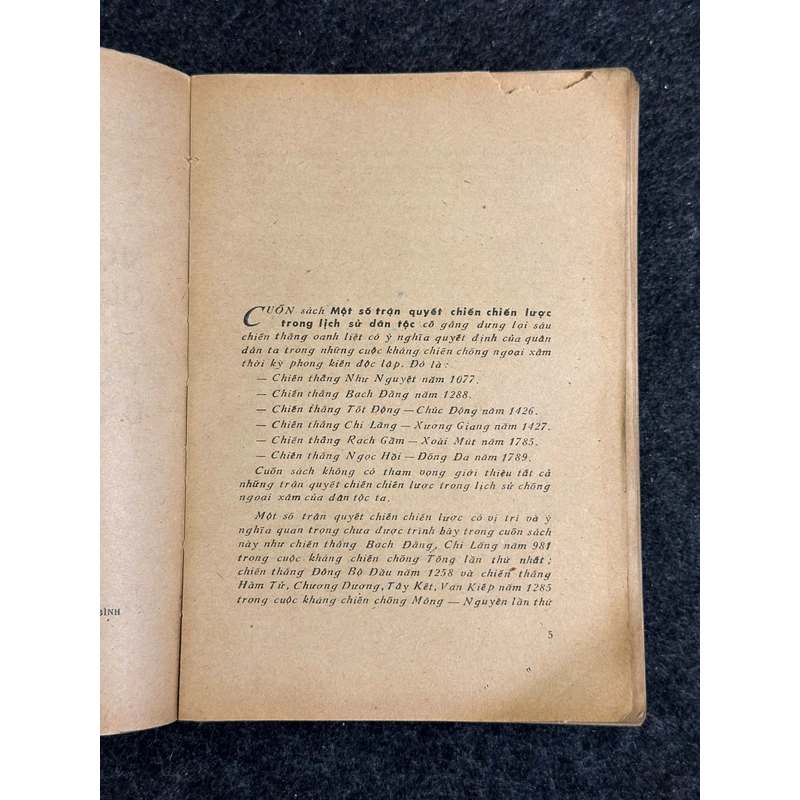 CUỐN sách Một số trận quyết chiến chiến lược
trong lịch sử dân tộc cố gắng dựng lại sáu
chiến thắng oanh liệt có ý nghĩa quyết định của quân
dân ta trong những cuộc kháng chiến chống ngoại xâm
thời kỳ phong kiến độc lập. Đó là:
— Chiến thắng Như Nguyệt năm 1077.
— Chiến thắng Bạch Đằng năm 1288.
— Chiến thắng Tốt Động — Chúc Động năm 1426.
— Chiến thắng Chi Lăng — Xương Giang năm 1427.
— Chiến thắng Rạch Gầm — Xoài Mút năm 1785.
— Chiến thắng Ngọc Hồi — Đống Đa năm 1789.
Cuốn sách không có tham vọng giới thiệu tất cả
những trận quyết chiến chiến lược trong lịch sử chống
ngoại xâm của dân tộc ta.
Một số trận quyết chiến chiến lược có vị trí và ý
nghĩa quan trọng chưa được trình bày trong cuốn sách
này như chiến thắng Bạch Đằng, Chi Lăng năm 981
trong cuộc kháng chiến chống Tống lần thứ nhất;
chiến thắng Đông Bộ Đầu năm 1258 và chiến thắng
Hàm Tử, Chương Dương, Tây Kết, Vạn Kiếp năm 1285
trong cuộc kháng chiến chống Mông — Nguyên lần thứ
5
BÌNH